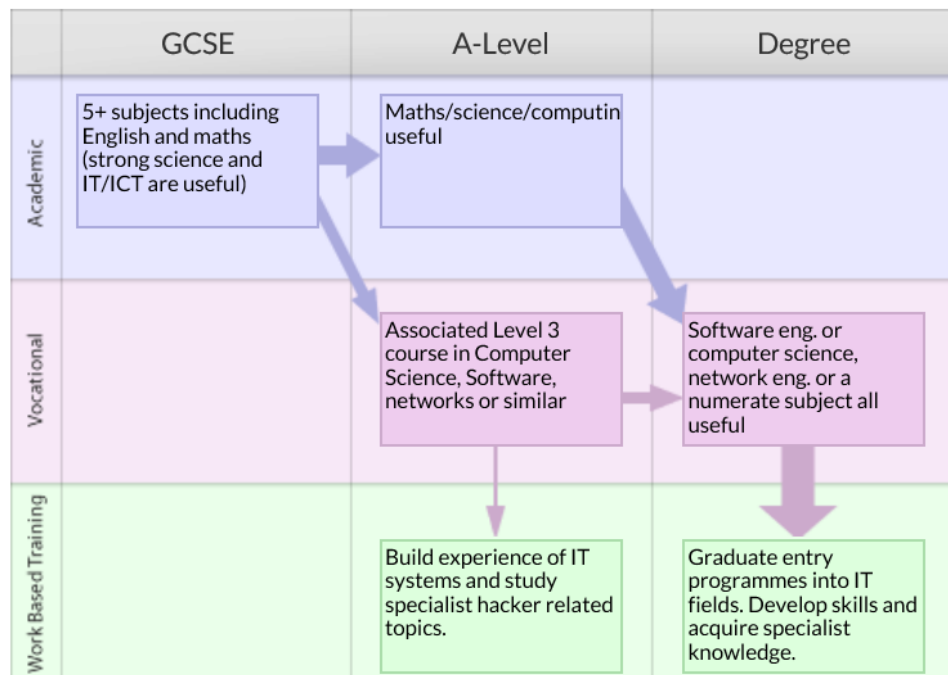 GCSE
A-Level
Degree
Academic
5+ subjects including
English and maths
(strong science and
IT/ICT are useful)
Maths/science/computin
useful
Vocational
Associated Level 3
course in Computer
Science, Software,
networks or similar
Software eng. or
computer science,
network eng. or a
numerate subject all
useful
Work Based Training
Build experience of IT
systems and study
specialist hacker related
topics.
Graduate entry
programmes into IT
fields. Develop skills and
acquire specialist
knowledge.